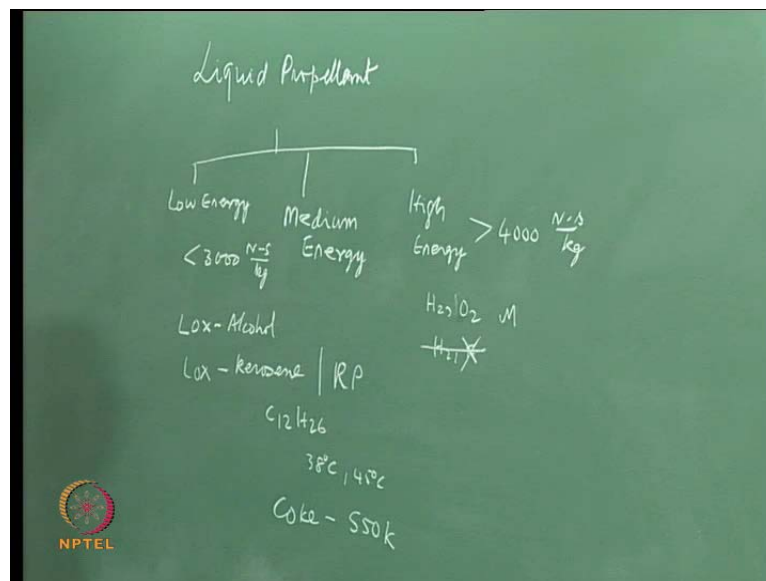 Liquid Propellant
Low Energy
< 3000 N-s/kg
Medium Energy
High Energy > 4000 N-s/kg
H2, O2 M
Lox - Alcohol
Lox - Kerosene | RP
C12H26
38°C, 45°C
Coke - 550K
NPTEL